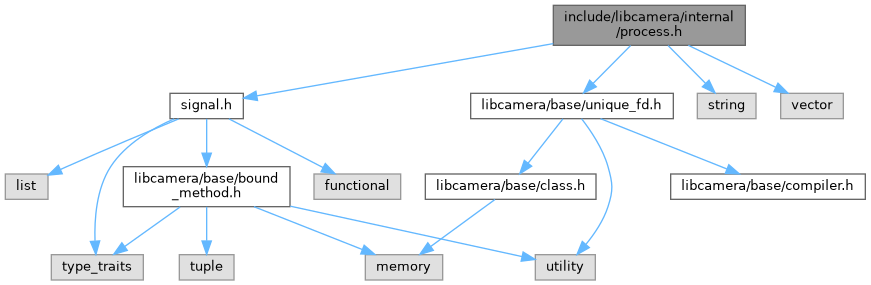 include/libcamera/internal
/process.h
signal.h
libcamera/base/unique_fd.h
string
vector
list
libcamera/base/bound
_method.h
functional
libcamera/base/class.h
libcamera/base/compiler.h
type_traits
tuple
memory
utility